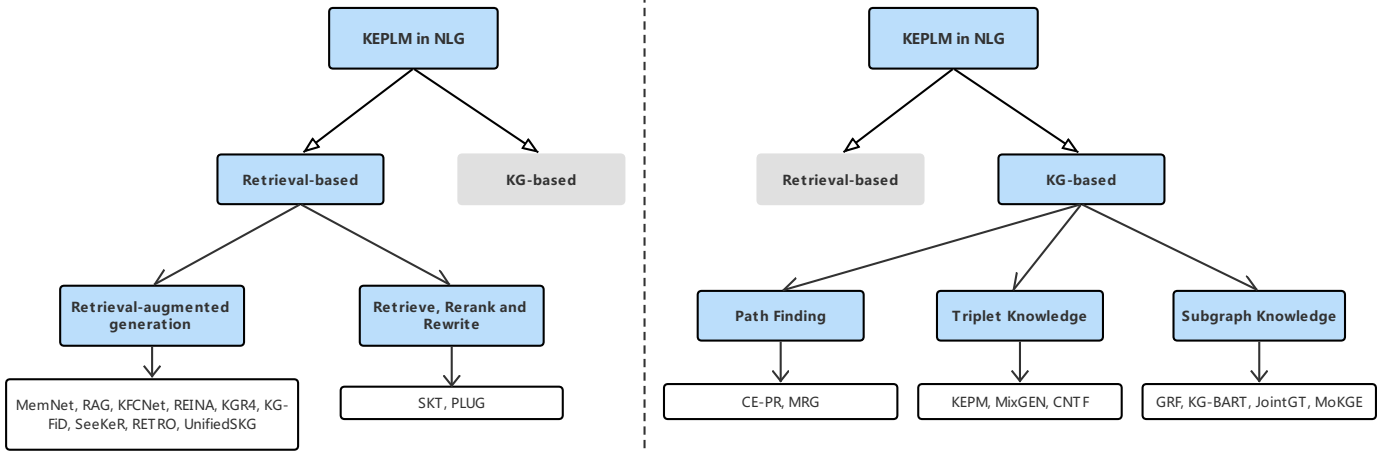 KEPLM in NLG
Retrieval-based
KG-based
Retrieval-augmented
generation
Retrieve, Rerank and
Rewrite
MemNet, RAG, KFCNet, REINA, KGR4, KG-
FiD, SeeKeR, RETRO, UnifiedSKG
SKT, PLUG
KEPLM in NLG
Retrieval-based
KG-based
Path Finding
Triplet Knowledge
Subgraph Knowledge
CE-PR, MRG
KEPM, MixGEN, CNTF
GRF, KG-BART, JointGT, MoKGE